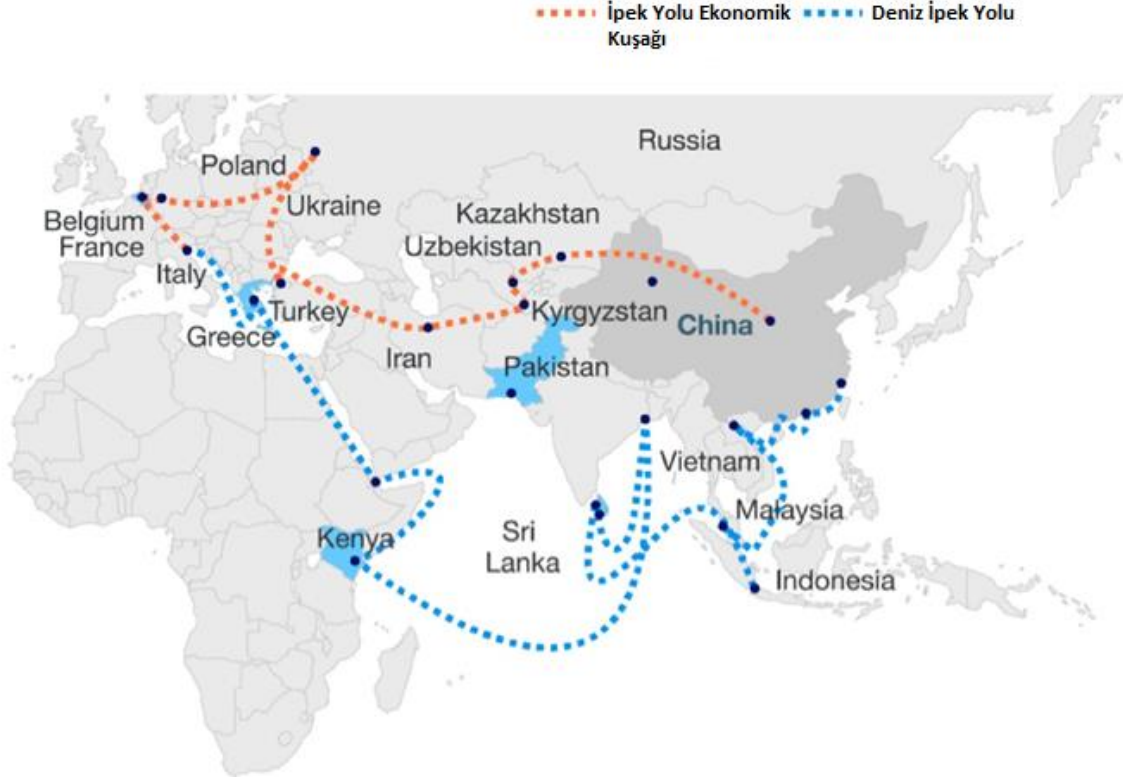 İpek Yolu Ekonomik
Kuşağı
Deniz İpek Yolu
Russia
Poland
Ukraine
Belgium
France
Kazakhstan
Uzbekistan
Italy
Turkey
Kyrgyzstan
China
Greece
Iran
Pakistan
Vietnam
Malaysia
Sri
Lanka
Kenya
Indonesia